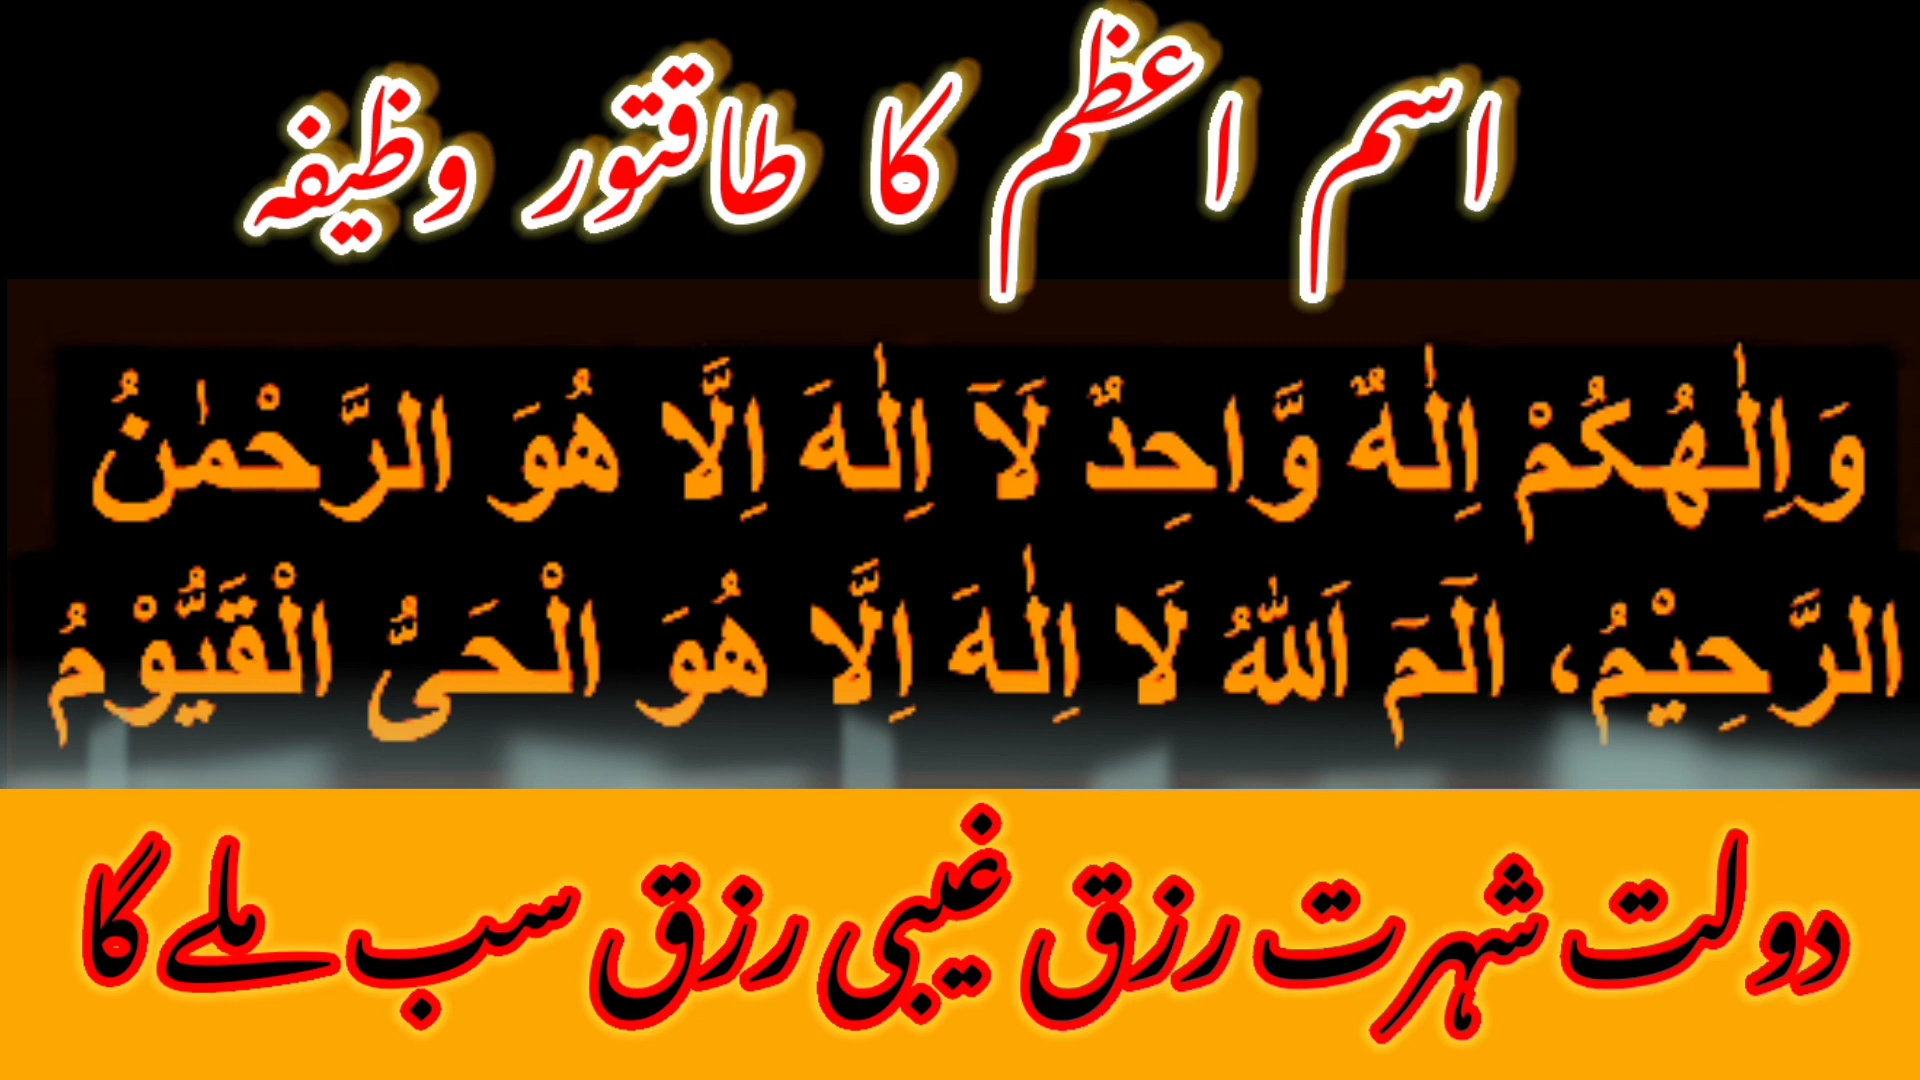 اسم اعظم کا طاقتور وظیفہ
وَاِلٰهُكُمْ اِلٰهٌ وَّاحِدٌ لَآ اِلٰهَ اِلَّا هُوَ الرَّحْمٰنُ
الرَّحِيْمُ، الٓمٓ اَللّٰهُ لَا اِلٰهَ اِلَّا هُوَ الْحَىُّ الْقَيُّوْمُ
دولت شہرت رزق غیبی رزق سب ملے گا